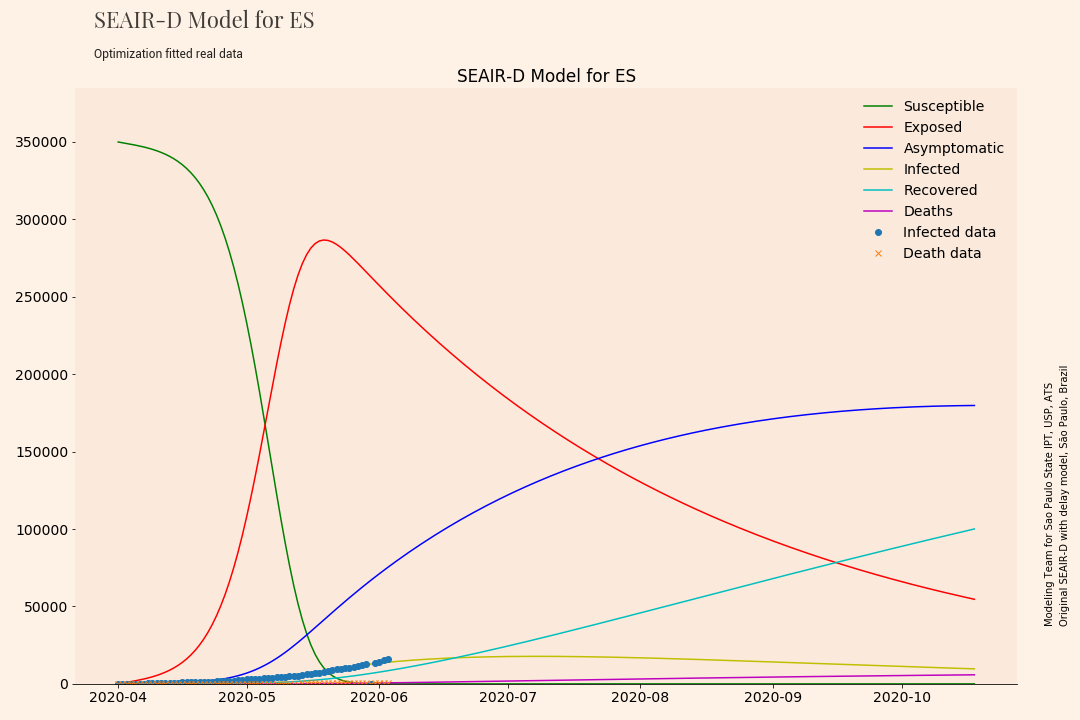 SEAIR-D Model for ES
Optimization fitted real data
SEAIR-D Model for ES
Susceptible
Exposed
Asymptomatic
Infected
Recovered
Deaths
Infected data
Death data
350000
300000
250000
200000
150000
100000
50000
0
2020-04 2020-05 2020-06 2020-07 2020-08 2020-09 2020-10
Modeling Team for Sao Paulo State IPT, USP, ATS
Original SEAIR-D with delay model, São Paulo, Brazil